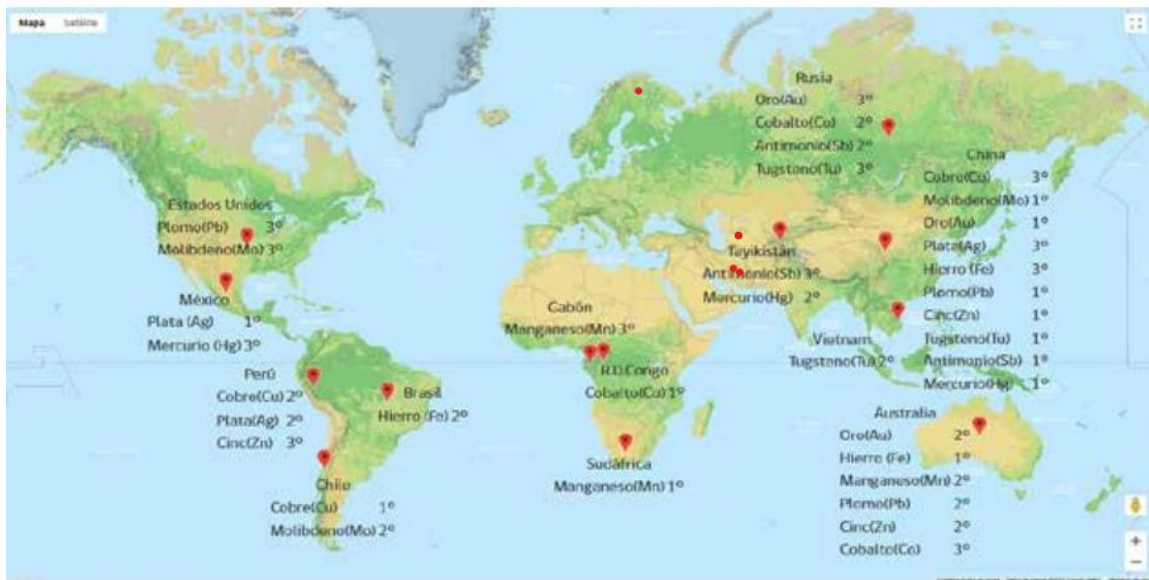 Mapa Satélite
Rusia
Oro(Au) 3º
Cobalto(Co) 2º
Antimonio(Sb) 2º
Tugsteno(Tu) 3º
China
Cobre(Cu) 3º
Molibdeno(Mo) 1º
Oro(Au) 1º
Plata(Ag) 3º
Hierro (Fe) 3º
Plomo(Pb) 1º
Cinc(Zn) 1º
Tugsteno(Tu) 1º
Antimonio(Sb) 1º
Mercurio(Hg) 1º
Estados Unidos
Plomo(Pb) 3º
Molibdeno(Mo) 3º
México
Plata (Ag) 1º
Mercurio (Hg) 3º
Tayikistán
Antimonio(Sb) 3º
Mercurio(Hg) 2º
Gabón
Manganeso(Mn) 3º
R.D.Congo
Cobalto(Co) 1º
Vietnam
Tugsteno(Tu) 2º
Perú
Cobre(Cu) 2º
Plata(Ag) 2º
Cinc(Zn) 3º
Brasil
Hierro (Fe) 2º
Chile
Cobre(Cu) 1º
Molibdeno(Mo) 2º
Sudáfrica
Manganeso(Mn) 1º
Australia
Oro(Au) 2º
Hierro (Fe) 1º
Manganeso(Mn) 2º
Plomo(Pb) 2º
Cinc(Zn) 2º
Cobalto(Co) 3º